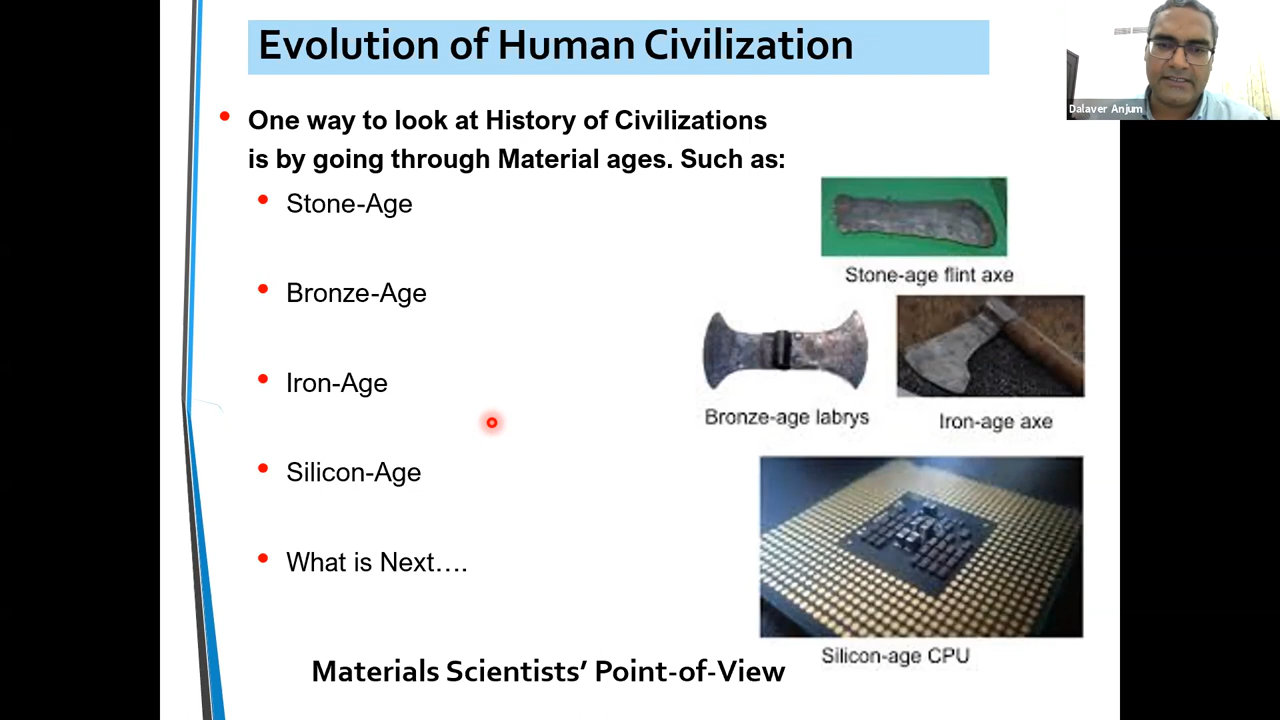 Evolution of Human Civilization
Dalaver Anjum
• One way to look at History of Civilizations
is by going through Material ages. Such as:
• Stone-Age
• Bronze-Age
• Iron-Age
• Silicon-Age
• What is Next….
Stone-age flint axe
Bronze-age labrys
Iron-age axe
Silicon-age CPU
Materials Scientists’ Point-of-View